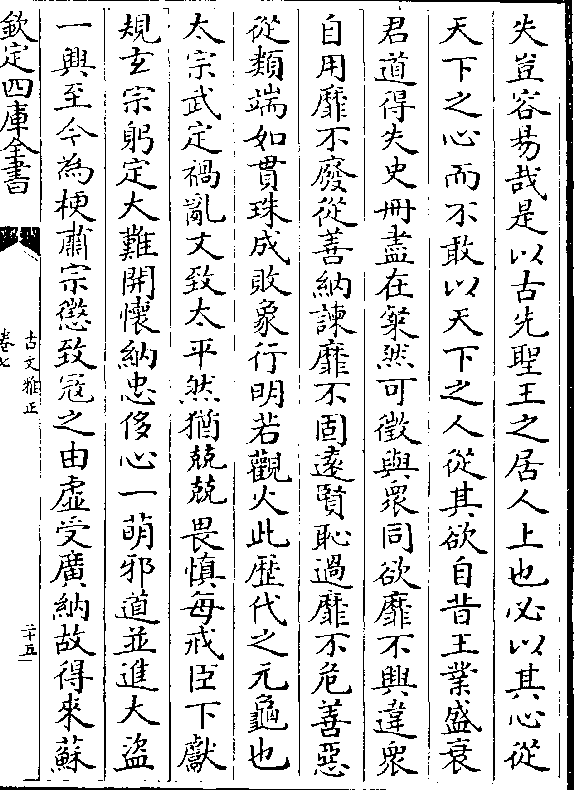 失豈容易哉是以古先聖王之居人上也必以其心從
天下之心而不敢以天下之人從其欲自昔王業盛衰
君道得失史冊盡在粲然可徵與衆同欲靡不興違衆
自用靡不廢從善納諫靡不固遠賢恥過靡不危善惡
從類端如貫珠成敗象行明若觀火此歴代之元龜也
太宗武定禍亂文致太平然猶兢兢畏慎每戒臣下獻
規玄宗躬定大難開懷納忠侈心一萌邪道並進大盜
一興至今為梗肅宗懲致冦之由虛受廣納故得來蘇
欽定四庫全書
古文雅正
卷七
二十五